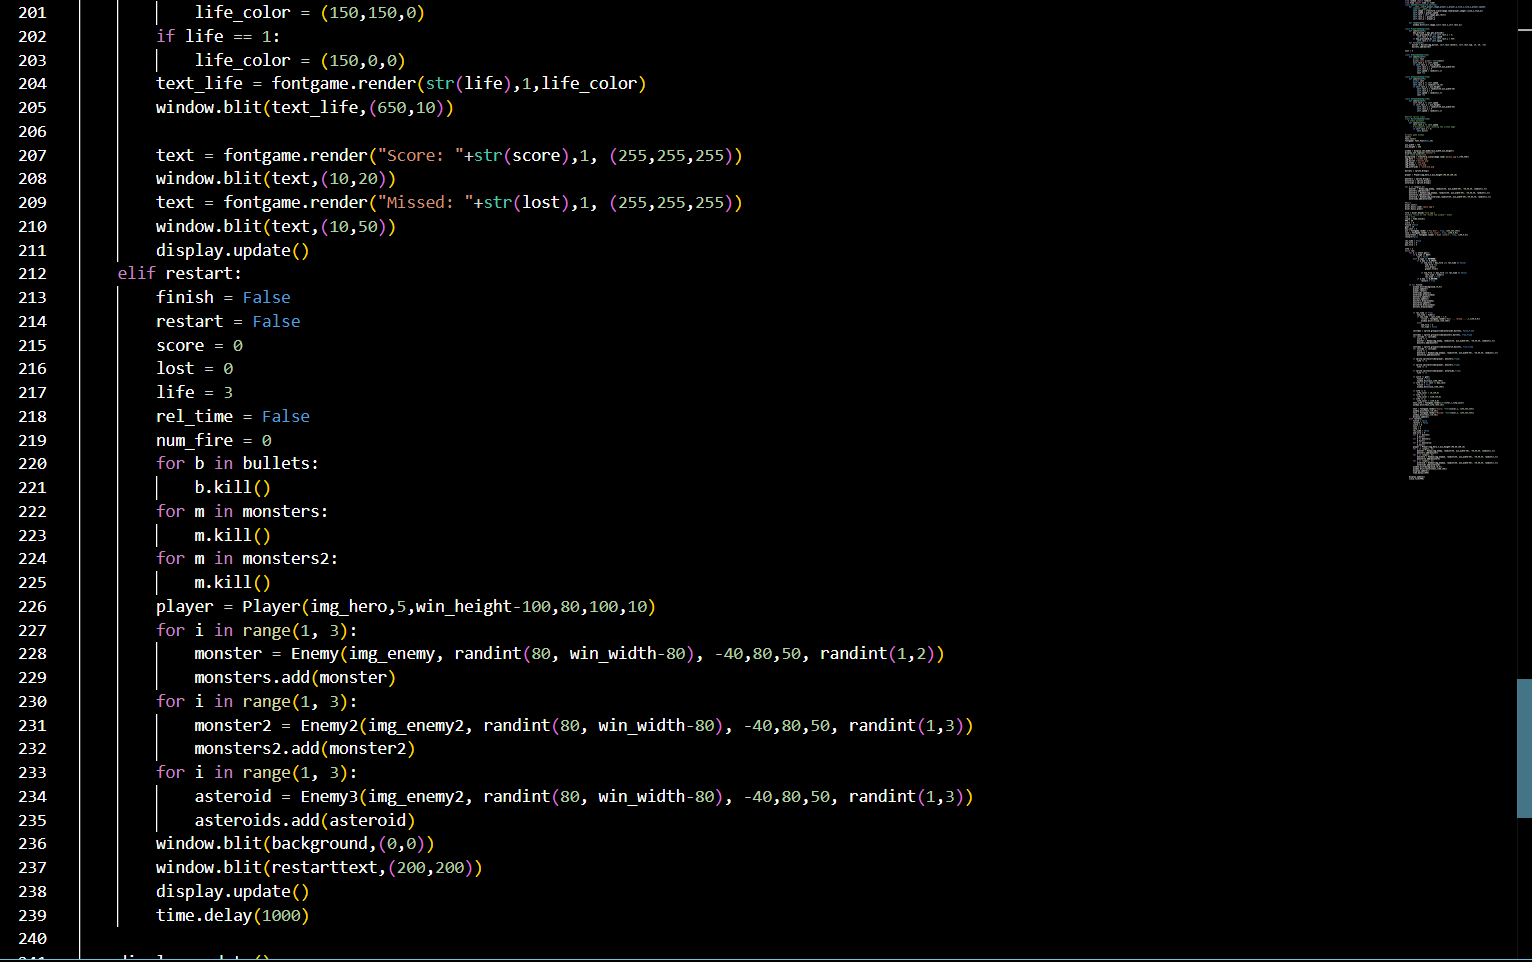 201 life_color = (150,150,0)
202 if life == 1:
203 life_color = (150,0,0)
204 text_life = fontgame.render(str(life),1,life_color)
205 window.blit(text_life,(650,10))
206
207 text = fontgame.render("Score: "+str(score),1, (255,255,255))
208 window.blit(text,(10,20))
209 text = fontgame.render("Missed: "+str(lost),1, (255,255,255))
210 window.blit(text,(10,50))
211 display.update()
212 elif restart:
213 finish = False
214 restart = False
215 score = 0
216 lost = 0
217 life = 3
218 rel_time = False
219 num_fire = 0
220 for b in bullets:
221 b.kill()
222 for m in monsters:
223 m.kill()
224 for m in monsters2:
225 m.kill()
226 player = Player(img_hero,5,win_height-100,80,100,10)
227 for i in range(1, 3):
228 monster = Enemy(img_enemy, randint(80, win_width-80), -40,80,50, randint(1,2))
229 monsters.add(monster)
230 for i in range(1, 3):
231 monster2 = Enemy2(img_enemy2, randint(80, win_width-80), -40,80,50, randint(1,3))
232 monsters2.add(monster2)
233 for i in range(1, 3):
234 asteroid = Enemy3(img_enemy2, randint(80, win_width-80), -40,80,50, randint(1,3))
235 asteroids.add(asteroid)
236 window.blit(background,(0,0))
237 window.blit(restarttext,(200,200))
238 display.update()
239 time.delay(1000)
240